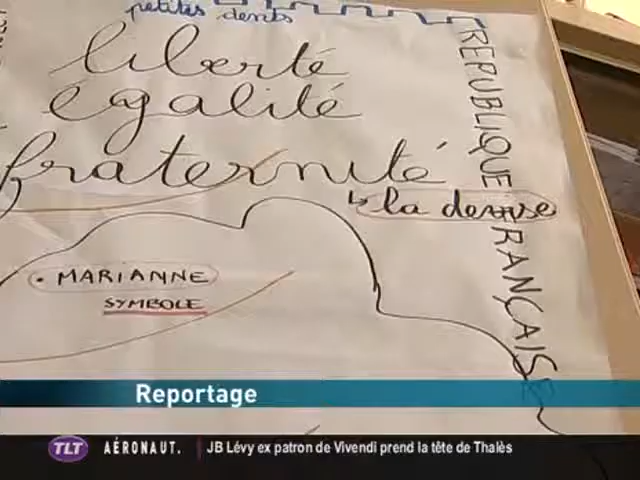 petites dents
liberté
égalité
fraternité
↳ la devise
REPUBLIQUE FRANÇAISE
• MARIANNE
SYMBOLE
Reportage
TLT AÉRONAUT. JB Lévy ex patron de Vivendi prend la tête de Thalès